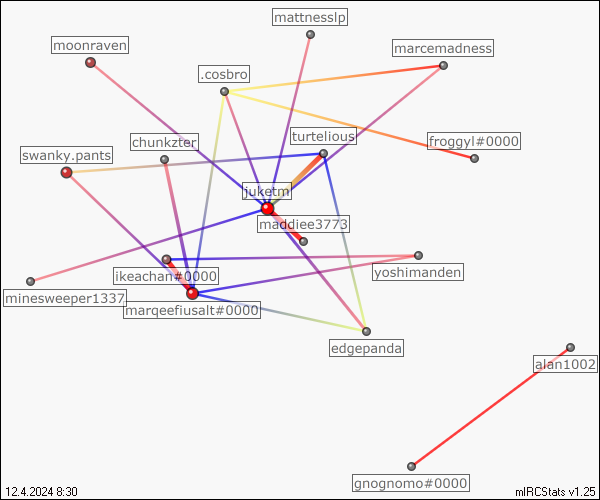 mattnesslp
moonraven
marcemadness
.cosbro
turtelious
chunkzter
froggyl#0000
swanky.pants
juketm
maddiee3773
yoshimanden
ikeachan#0000
minesweeper1337
marqeefiusalt#0000
edgepanda
alan1002
gnognomo#0000
12.4.2024 8:30
mIRCStats v1.25